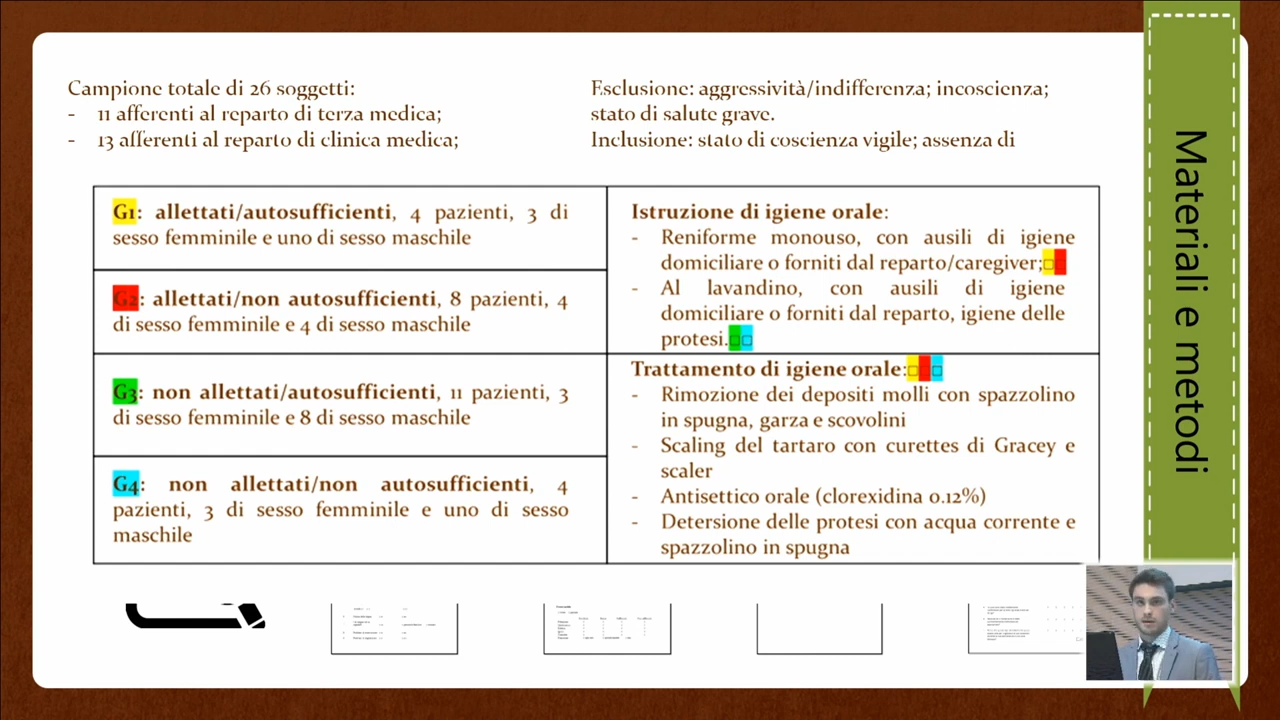 Campione totale di 26 soggetti:
- 11 afferenti al reparto di terza medica;
- 13 afferenti al reparto di clinica medica;
Esclusione: aggressività/indifferenza; incoscienza;
stato di salute grave.
Inclusione: stato di coscienza vigile; assenza di
G1: allettati/autosufficienti, 4 pazienti, 3 di
sesso femminile e uno di sesso maschile
G2: allettati/non autosufficienti, 8 pazienti, 4
di sesso femminile e 4 di sesso maschile
G3: non allettati/autosufficienti, 11 pazienti, 3
di sesso femminile e 8 di sesso maschile
G4: non allettati/non autosufficienti, 4
pazienti, 3 di sesso femminile e uno di sesso
maschile
Istruzione di igiene orale:
- Reniforme monouso, con ausili di igiene
domiciliare o forniti dal reparto/caregiver;
- Al lavandino, con ausili di igiene
domiciliare o forniti dal reparto, igiene delle
protesi.
Trattamento di igiene orale:
- Rimozione dei depositi molli con spazzolino
in spugna, garza e scovolini
- Scaling del tartaro con curettes di Gracey e
scaler
- Antisettico orale (clorexidina 0.12%)
- Detersione delle protesi con acqua corrente e
spazzolino in spugna
Materiali e metodi